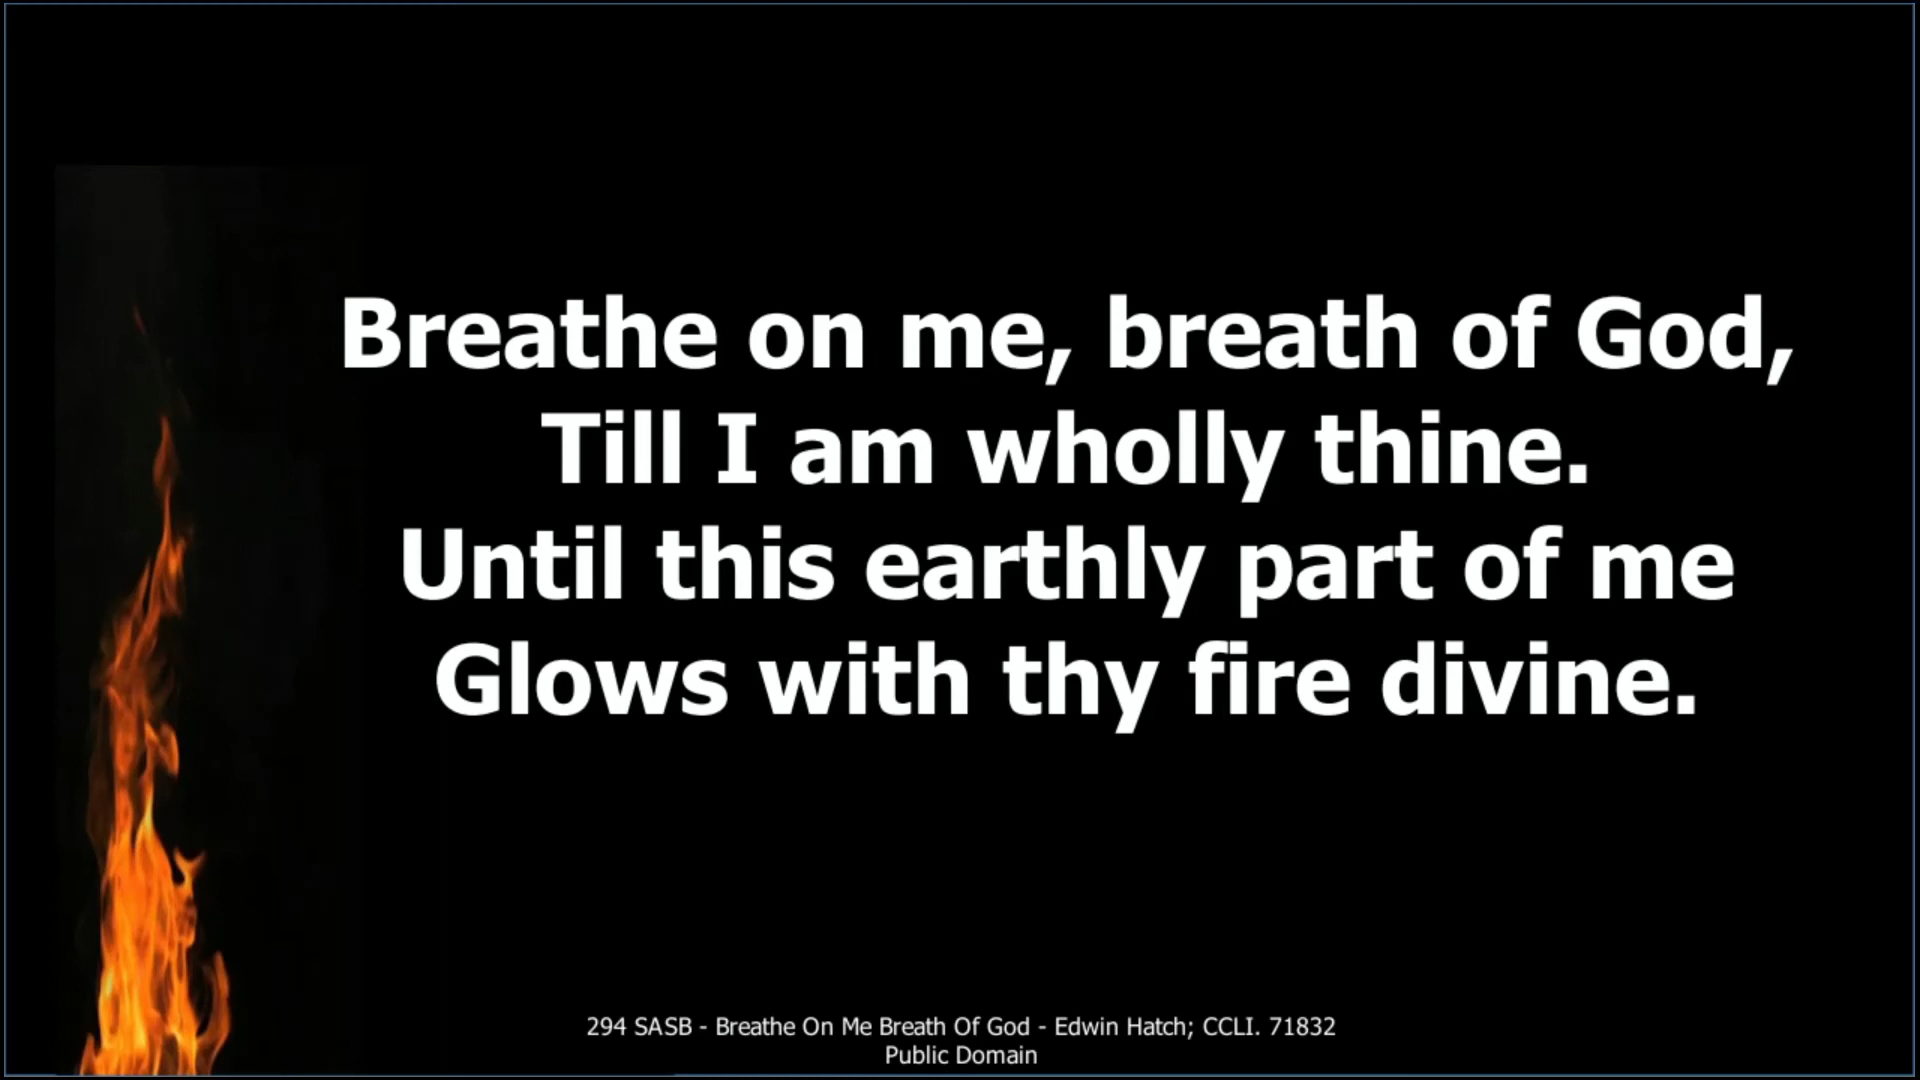 Breathe on me, breath of God,
Till I am wholly thine.
Until this earthly part of me
Glows with thy fire divine.
294 SASB - Breathe On Me Breath Of God - Edwin Hatch; CCLI. 71832
Public Domain